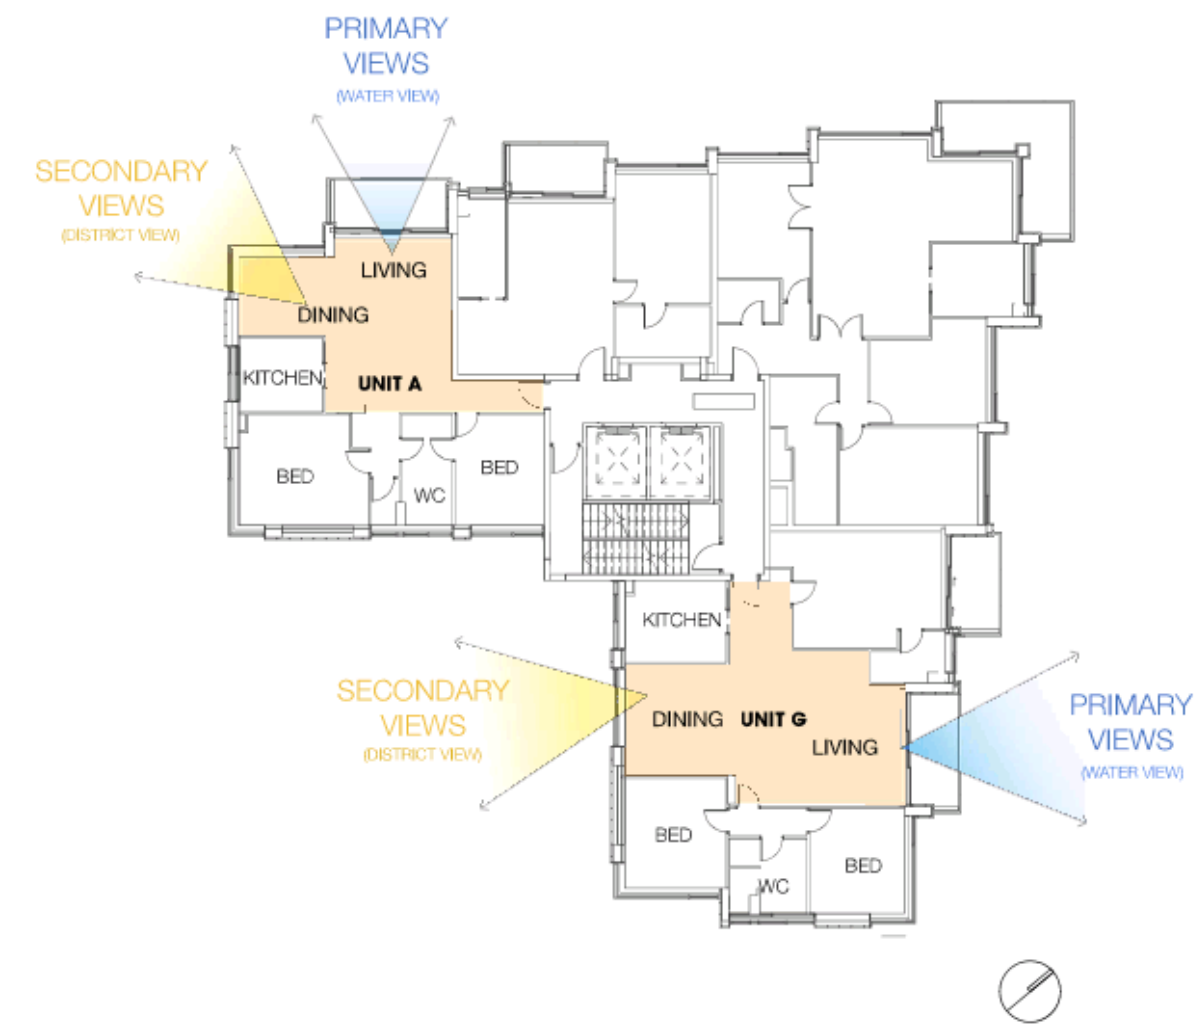 PRIMARY
VIEWS
(WATER VIEW)
SECONDARY
VIEWS
(DISTRICT VIEW)
LIVING
DINING
KITCHEN
UNIT A
BED
WC
BED
KITCHEN
SECONDARY
VIEWS
(DISTRICT VIEW)
DINING
UNIT G
LIVING
PRIMARY
VIEWS
(WATER VIEW)
BED
WC
BED